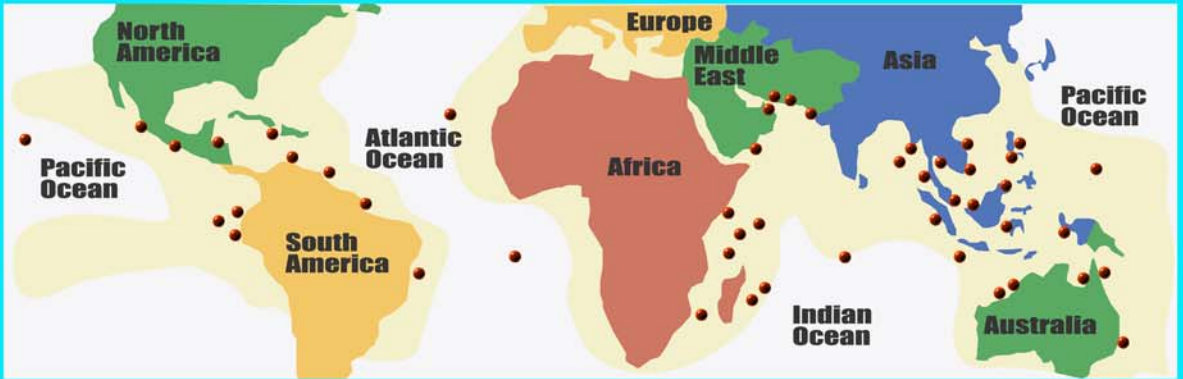 North
America
Europe
Middle
East
Asia
Pacific
Ocean
Atlantic
Ocean
Pacific
Ocean
Africa
South
America
Indian
Ocean
Australia